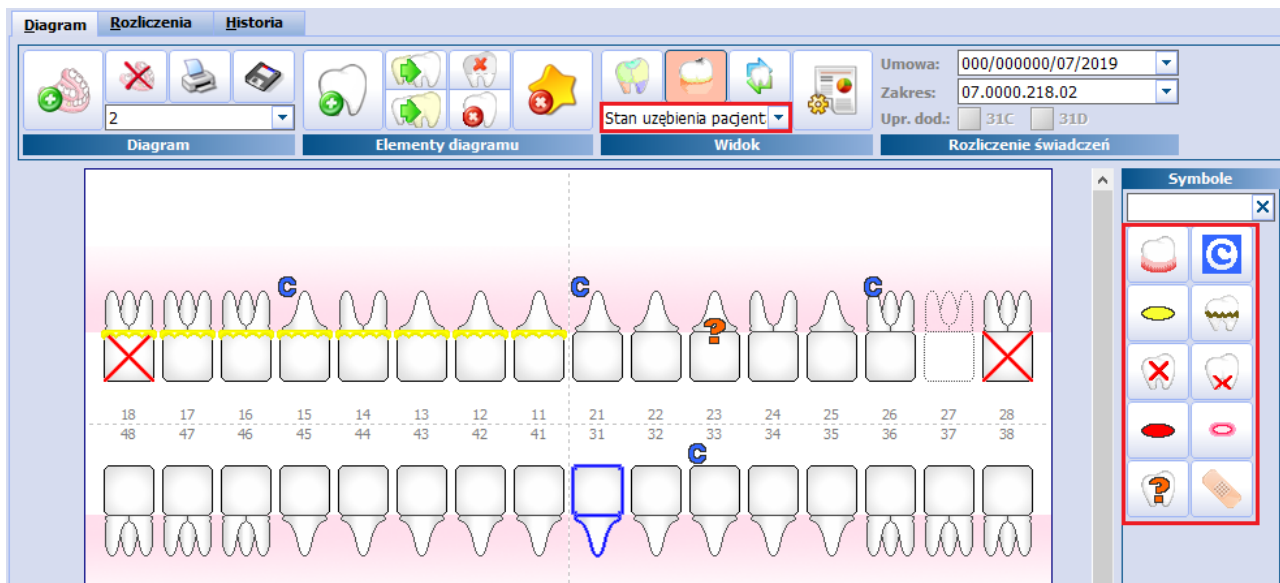 Diagram Rozliczenia Historia
Umowa: 000/000000/07/2019
Zakres: 07.0000.218.02
2 Stan uzębienia pacjent Upr. dod.: 31C 31D
Diagram Elementy diagramu Widok Rozliczenie świadczeń
Symbole
C
C C C
?
18 17 16 15 14 13 12 11 21 22 23 24 25 26 27 28
48 47 46 45 44 43 42 41 31 32 33 34 35 36 37 38
C
?